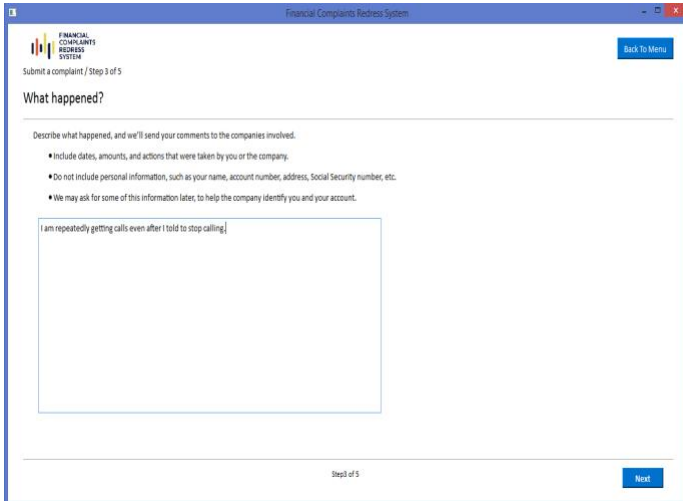 Financial Complaints Redress System
FINANCIAL
COMPLAINTS
REDRESS
SYSTEM
Back To Menu
Submit a complaint / Step 3 of 5
What happened?
Describe what happened, and we'll send your comments to the companies involved.
• Include dates, amounts, and actions that were taken by you or the company.
• Do not include personal information, such as your name, account number, address, Social Security number, etc.
• We may ask for some of this information later, to help the company identify you and your account.
I am repeatedly getting calls even after I told to stop calling.
Step3 of 5
Next